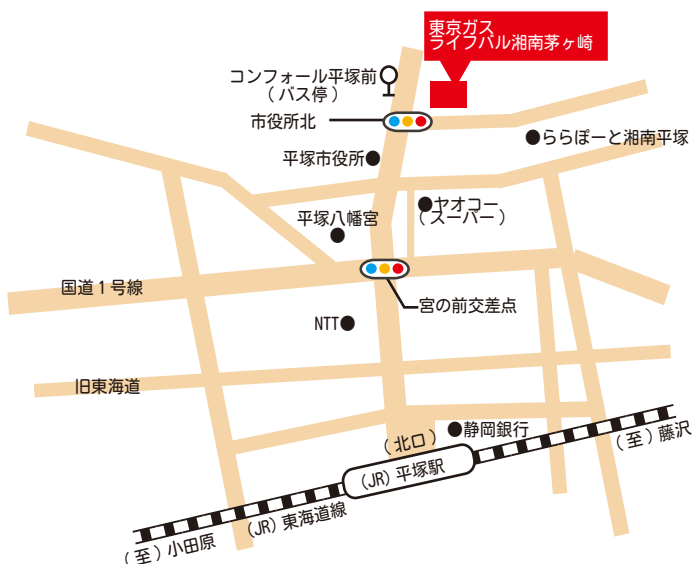 東京ガス
ライフバル湘南茅ヶ崎
コンフォール平塚前
（バス停）
市役所北
ららぽーと湘南平塚
平塚市役所
ヤオコー
（スーパー）
平塚八幡宮
国道１号線
宮の前交差点
NTT
旧東海道
静岡銀行
（北口）
（至）藤沢
（JR）平塚駅
（JR）東海道線
（至）小田原